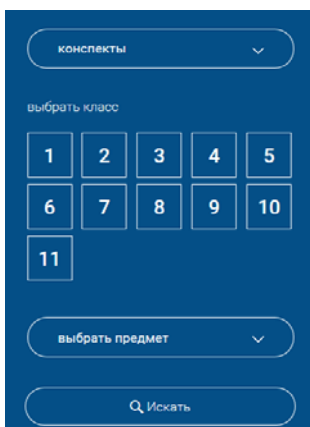 конспекты
выбрать класс
1 2 3 4 5
6 7 8 9 10
11
выбрать предмет
Искать